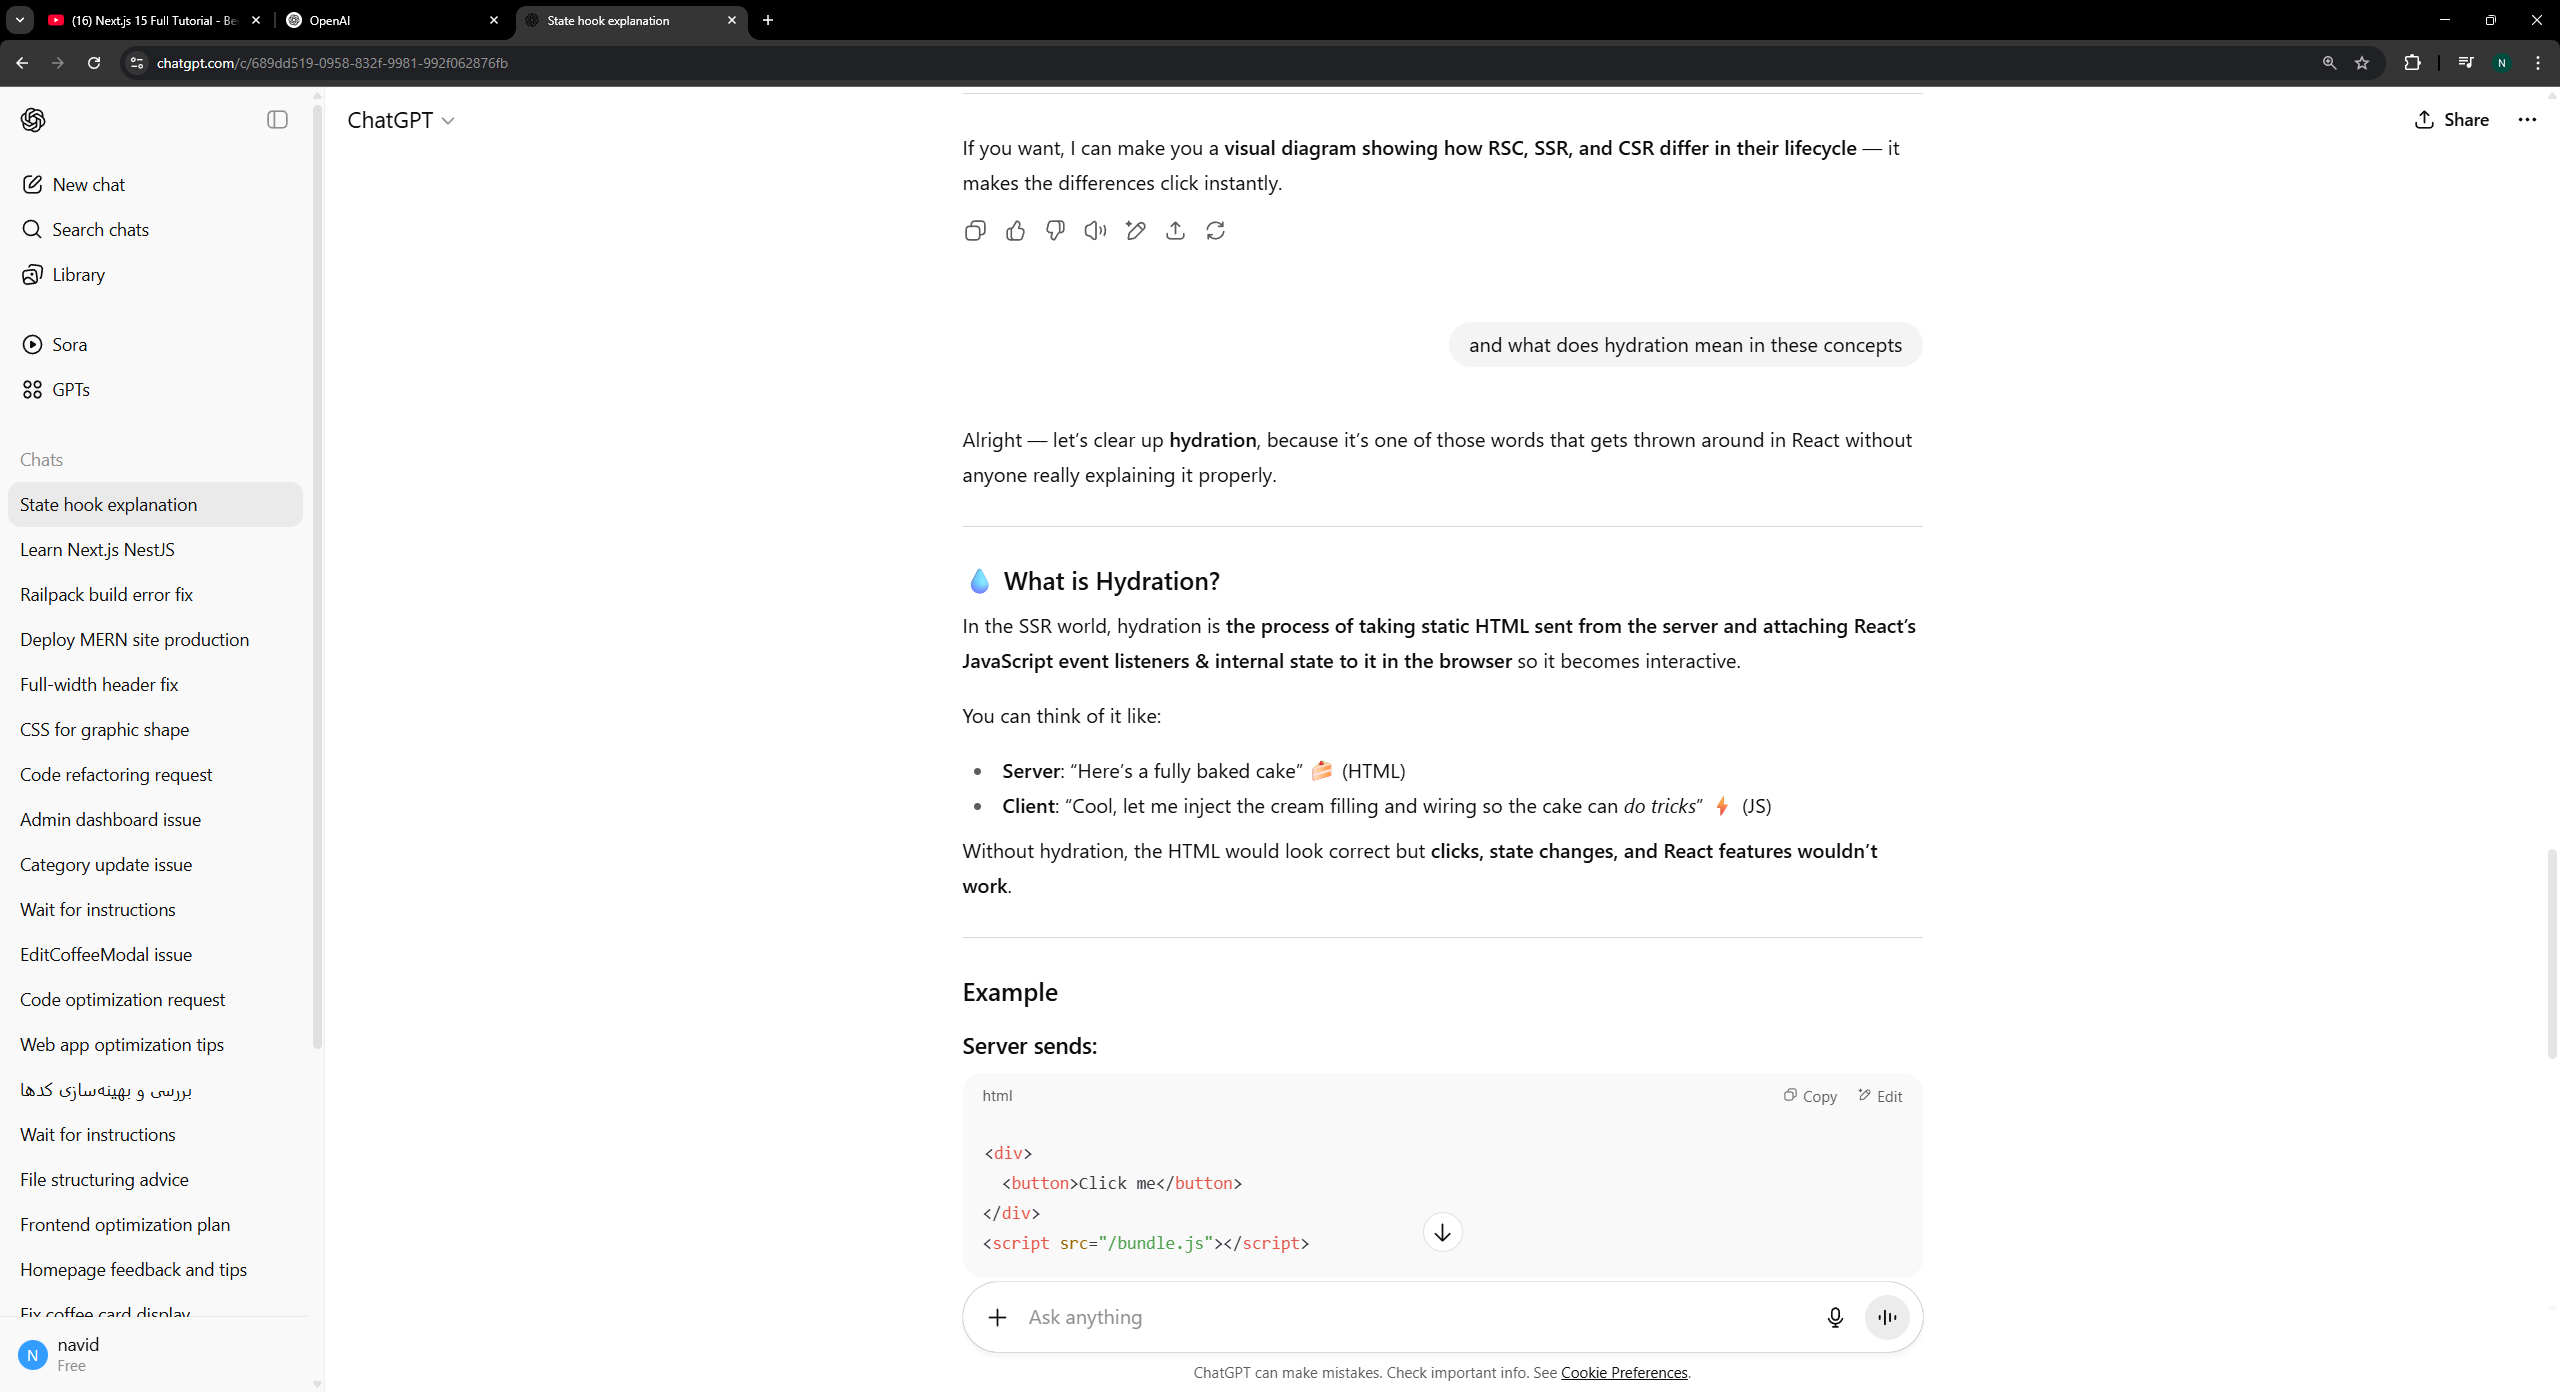 (16) Next.js 15 Full Tutorial - Be
OpenAI
State hook explanation
chatgpt.com/c/689dd519-0958-832f-9981-992f062876fb
N
ChatGPT
Share
New chat
Search chats
Library
Sora
GPTs
Chats
State hook explanation
Learn Next.js NestJS
Railpack build error fix
Deploy MERN site production
Full-width header fix
CSS for graphic shape
Code refactoring request
Admin dashboard issue
Category update issue
Wait for instructions
EditCoffeeModal issue
Code optimization request
Web app optimization tips
بررسی و بهینه‌سازی کدها
Wait for instructions
File structuring advice
Frontend optimization plan
Homepage feedback and tips
Fix coffee card display
N
navid
Free
If you want, I can make you a visual diagram showing how RSC, SSR, and CSR differ in their lifecycle — it
makes the differences click instantly.
and what does hydration mean in these concepts
Alright — let’s clear up hydration, because it’s one of those words that gets thrown around in React without
anyone really explaining it properly.
💧 What is Hydration?
In the SSR world, hydration is the process of taking static HTML sent from the server and attaching React’s
JavaScript event listeners & internal state to it in the browser so it becomes interactive.
You can think of it like:
• Server: “Here’s a fully baked cake” 🍰 (HTML)
• Client: “Cool, let me inject the cream filling and wiring so the cake can do tricks” ⚡ (JS)
Without hydration, the HTML would look correct but clicks, state changes, and React features wouldn’t
work.
Example
Server sends:
html
Copy
Edit
<div>
  <button>Click me</button>
</div>
<script src="/bundle.js"></script>
Ask anything
ChatGPT can make mistakes. Check important info. See Cookie Preferences.